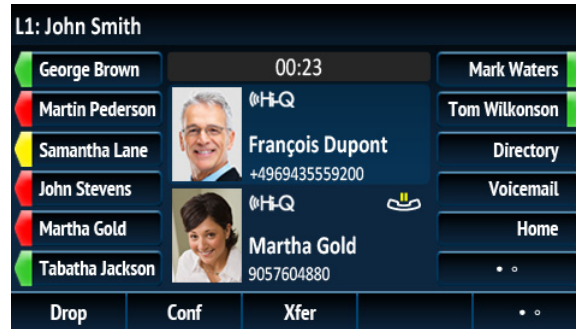 L1: John Smith
George Brown
Martin Pederson
Samantha Lane
John Stevens
Martha Gold
Tabatha Jackson
00:23
Hi-Q
François Dupont
+4969435559200
Hi-Q
Martha Gold
9057604880
Mark Waters
Tom Wilkonson
Directory
Voicemail
Home
Drop
Conf
Xfer